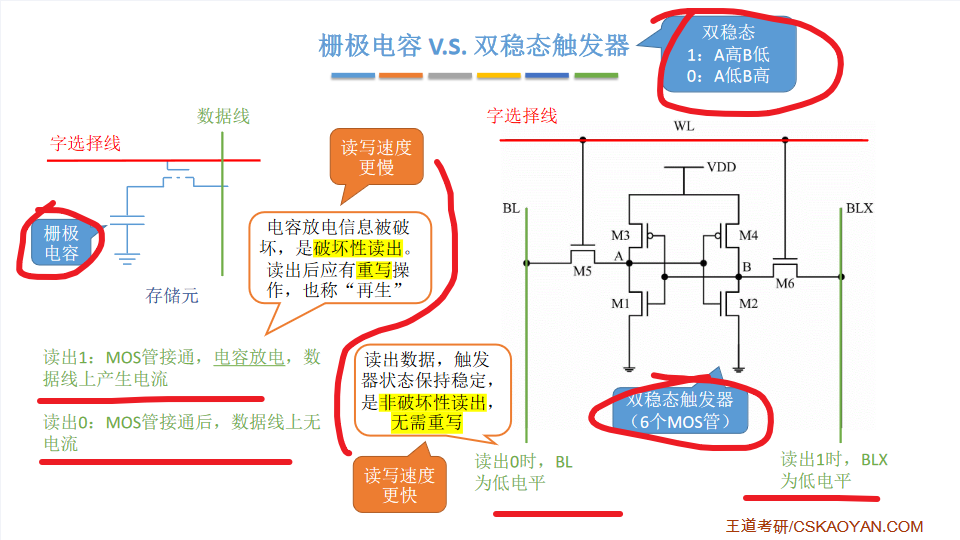 栅极电容 V.S. 双稳态触发器
双稳态
1：A高B低
0：A低B高
数据线
字选择线
栅极
电容
存储元
读写速度
更慢
电容放电信息被破
坏，是破坏性读出。
读出后应有重写操
作，也称“再生”
读出1：MOS管接通，电容放电，数
据线上产生电流
读出0：MOS管接通后，数据线上无
电流
读出数据，触发
器状态保持稳定，
是非破坏性读出，
无需重写
读写速度
更快
字选择线
WL
VDD
BL
BLX
M3
M4
A
B
M5
M6
M1
M2
双稳态触发器
（6个MOS管）
读出0时，BL
为低电平
读出1时，BLX
为低电平
王道考研/CSKAOYAN.COM